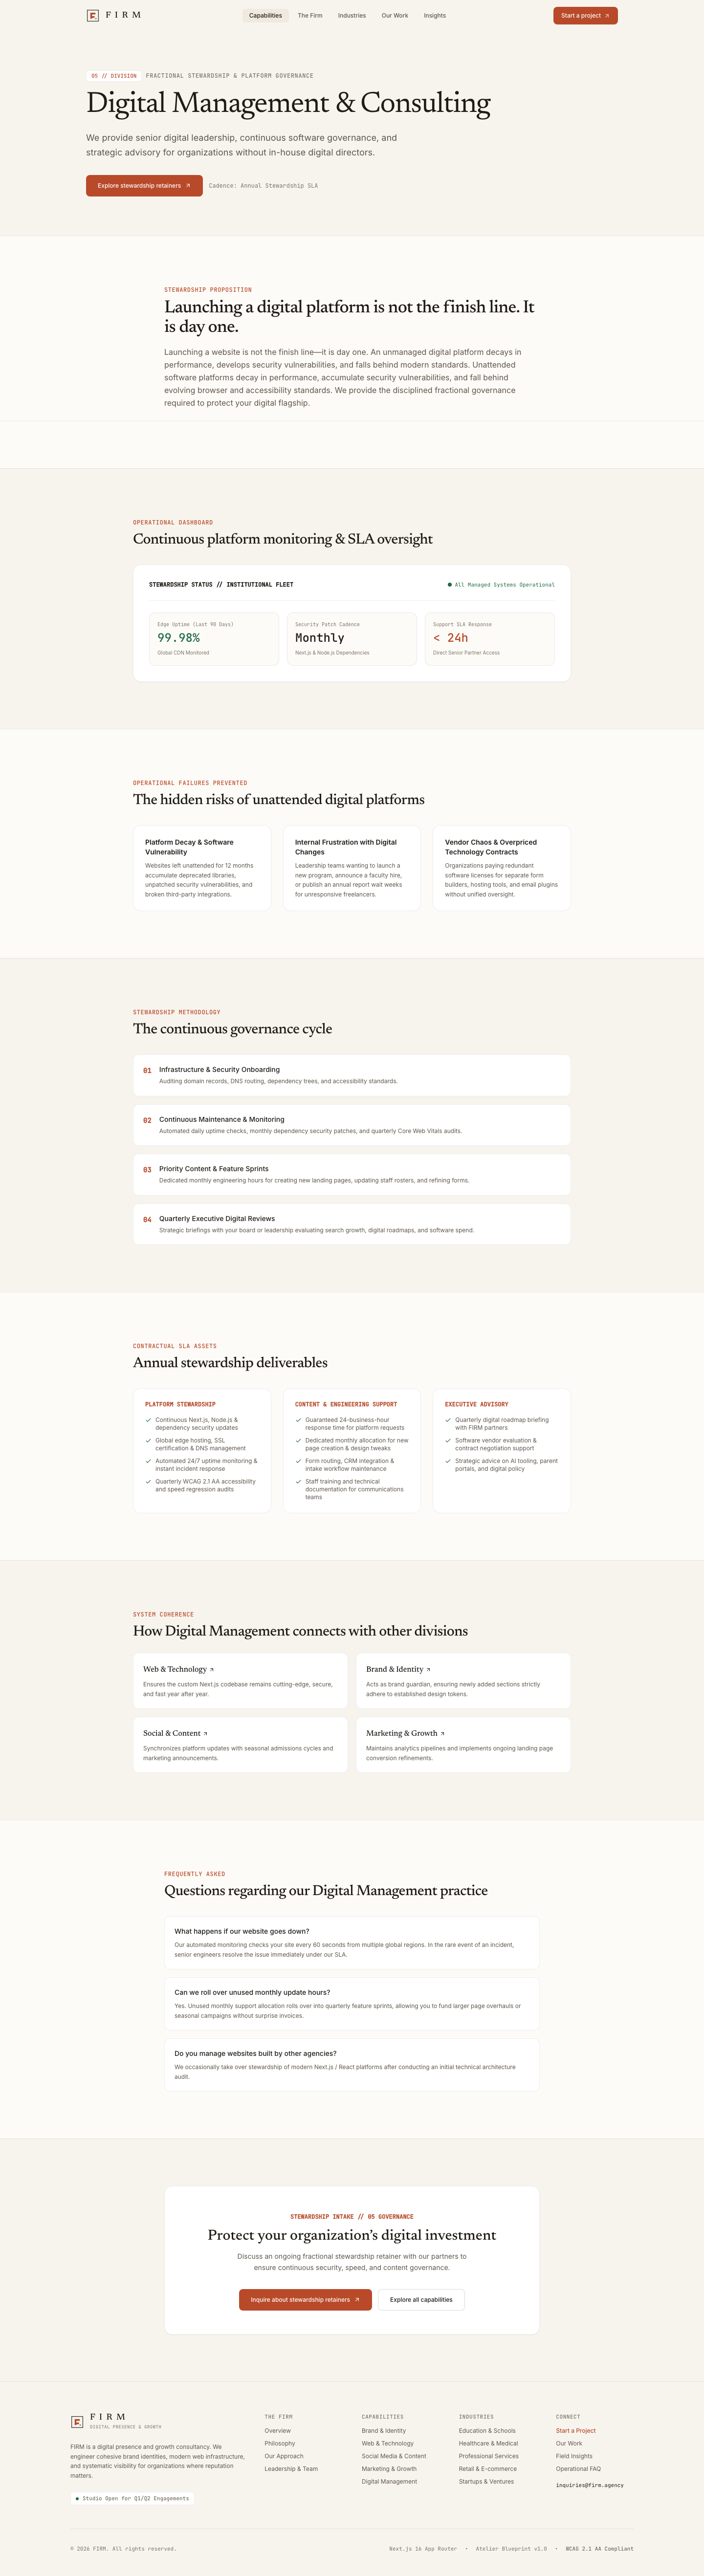 FIRM
Capabilities
The Firm
Industries
Our Work
Insights
Start a project
05 // DIVISION
FRACTIONAL STEWARDSHIP & PLATFORM GOVERNANCE
Digital Management & Consulting
We provide senior digital leadership, continuous software governance, and
strategic advisory for organizations without in-house digital directors.
Explore stewardship retainers
Cadence: Annual Stewardship SLA
STEWARDSHIP PROPOSITION
Launching a digital platform is not the finish line. It
is day one.
Launching a website is not the finish line—it is day one. An unmanaged digital platform decays in
performance, develops security vulnerabilities, and falls behind modern standards. Unattended
software platforms decay in performance, accumulate security vulnerabilities, and fall behind
evolving browser and accessibility standards. We provide the disciplined fractional governance
required to protect your digital flagship.
OPERATIONAL DASHBOARD
Continuous platform monitoring & SLA oversight
STEWARDSHIP STATUS // INSTITUTIONAL FLEET
All Managed Systems Operational
Edge Uptime (Last 90 Days)
99.98%
Global CDN Monitored
Security Patch Cadence
Monthly
Next.js & Node.js Dependencies
Support SLA Response
< 24h
Direct Senior Partner Access
OPERATIONAL FAILURES PREVENTED
The hidden risks of unattended digital platforms
Platform Decay & Software
Vulnerability
Websites left unattended for 12 months
accumulate deprecated libraries,
unpatched security vulnerabilities, and
broken third-party integrations.
Internal Frustration with Digital
Changes
Leadership teams wanting to launch a
new program, announce a faculty hire,
or publish an annual report wait weeks
for unresponsive freelancers.
Vendor Chaos & Overpriced
Technology Contracts
Organizations paying redundant
software licenses for separate form
builders, hosting tools, and email plugins
without unified oversight.
STEWARDSHIP METHODOLOGY
The continuous governance cycle
01
Infrastructure & Security Onboarding
Auditing domain records, DNS routing, dependency trees, and accessibility standards.
02
Continuous Maintenance & Monitoring
Automated daily uptime checks, monthly dependency security patches, and quarterly Core Web Vitals audits.
03
Priority Content & Feature Sprints
Dedicated monthly engineering hours for creating new landing pages, updating staff rosters, and refining forms.
04
Quarterly Executive Digital Reviews
Strategic briefings with your board or leadership evaluating search growth, digital roadmaps, and software spend.
CONTRACTUAL SLA ASSETS
Annual stewardship deliverables
PLATFORM STEWARDSHIP
Continuous Next.js, Node.js &
dependency security updates
Global edge hosting, SSL
certification & DNS management
Automated 24/7 uptime monitoring &
instant incident response
Quarterly WCAG 2.1 AA accessibility
and speed regression audits
CONTENT & ENGINEERING SUPPORT
Guaranteed 24-business-hour
response time for platform requests
Dedicated monthly allocation for new
page creation & design tweaks
Form routing, CRM integration &
intake workflow maintenance
Staff training and technical
documentation for communications
teams
EXECUTIVE ADVISORY
Quarterly digital roadmap briefing
with FIRM partners
Software vendor evaluation &
contract negotiation support
Strategic advice on AI tooling, parent
portals, and digital policy
SYSTEM COHERENCE
How Digital Management connects with other divisions
Web & Technology
Ensures the custom Next.js codebase remains cutting-edge, secure,
and fast year after year.
Brand & Identity
Acts as brand guardian, ensuring newly added sections strictly
adhere to established design tokens.
Social & Content
Synchronizes platform updates with seasonal admissions cycles and
marketing announcements.
Marketing & Growth
Maintains analytics pipelines and implements ongoing landing page
conversion refinements.
FREQUENTLY ASKED
Questions regarding our Digital Management practice
What happens if our website goes down?
Our automated monitoring checks your site every 60 seconds from multiple global regions. In the rare event of an incident,
senior engineers resolve the issue immediately under our SLA.
Can we roll over unused monthly update hours?
Yes. Unused monthly support allocation rolls over into quarterly feature sprints, allowing you to fund larger page overhauls or
seasonal campaigns without surprise invoices.
Do you manage websites built by other agencies?
We occasionally take over stewardship of modern Next.js / React platforms after conducting an initial technical architecture
audit.
STEWARDSHIP INTAKE // 05 GOVERNANCE
Protect your organization's digital investment
Discuss an ongoing fractional stewardship retainer with our partners to
ensure continuous security, speed, and content governance.
Inquire about stewardship retainers
Explore all capabilities
FIRM
DIGITAL PRESENCE & GROWTH
FIRM is a digital presence and growth consultancy. We
engineer cohesive brand identities, modern web infrastructure,
and systematic visibility for organizations where reputation
matters.
Studio Open for Q1/Q2 Engagements
THE FIRM
Overview
Philosophy
Our Approach
Leadership & Team
CAPABILITIES
Brand & Identity
Web & Technology
Social Media & Content
Marketing & Growth
Digital Management
INDUSTRIES
Education & Schools
Healthcare & Medical
Professional Services
Retail & E-commerce
Startups & Ventures
CONNECT
Start a Project
Our Work
Field Insights
Operational FAQ
inquiries@firm.agency
© 2026 FIRM. All rights reserved.
Next.js 16 App Router • Atelier Blueprint v1.0 • WCAG 2.1 AA Compliant